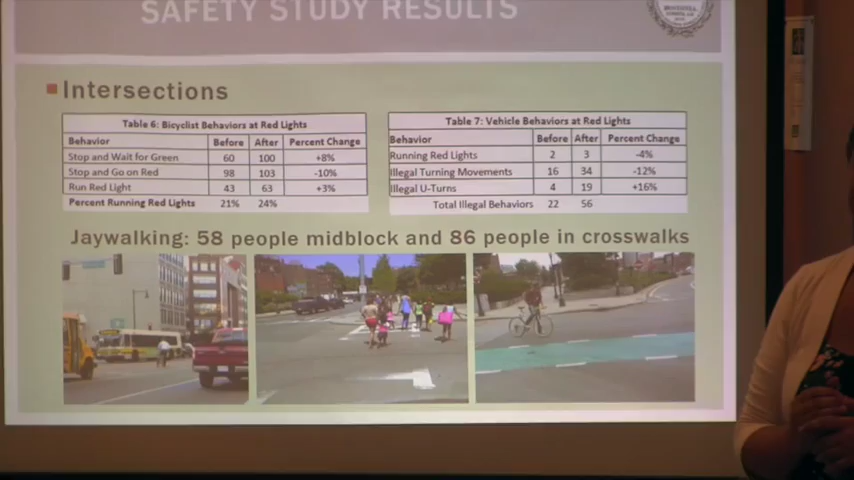 SAFETY STUDY RESULTS
Intersections
Table 6: Bicyclist Behaviors at Red Lights
Behavior Before After Percent Change
Stop and Wait for Green 60 100 +8%
Stop and Go on Red 98 103 -10%
Run Red Light 43 63 +3%
Percent Running Red Lights 21% 24%
Table 7: Vehicle Behaviors at Red Lights
Behavior Before After Percent Change
Running Red Lights 2 3 -4%
Illegal Turning Movements 16 34 -12%
Illegal U-Turns 4 19 +16%
Total Illegal Behaviors 22 56
Jaywalking: 58 people midblock and 86 people in crosswalks